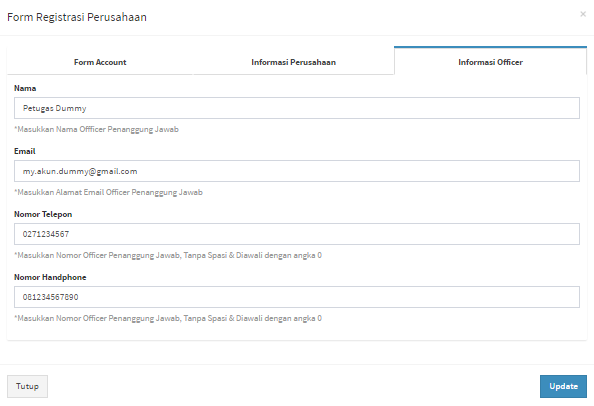 Form Registrasi Perusahaan
×
Form Account
Informasi Perusahaan
Informasi Officer
Nama
Petugas Dummy
*Masukkan Nama Offficer Penanggung Jawab
Email
my.akun.dummy@gmail.com
*Masukkan Alamat Email Officer Penanggung Jawab
Nomor Telepon
0271234567
*Masukkan Nomor Officer Penanggung Jawab, Tanpa Spasi & Diawali dengan angka 0
Nomor Handphone
081234567890
*Masukkan Nomor Officer Penanggung Jawab, Tanpa Spasi & Diawali dengan angka 0
Tutup
Update